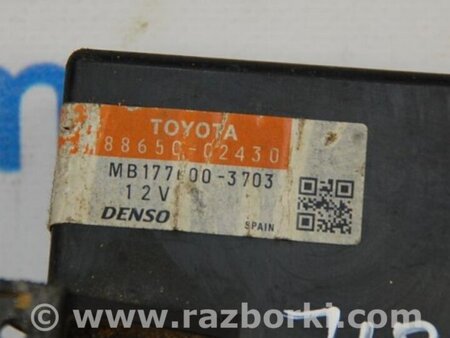 TOYOTA
88650-02430
MB177600-3703
12V
DENSO
SPAIN
www.razborki.com